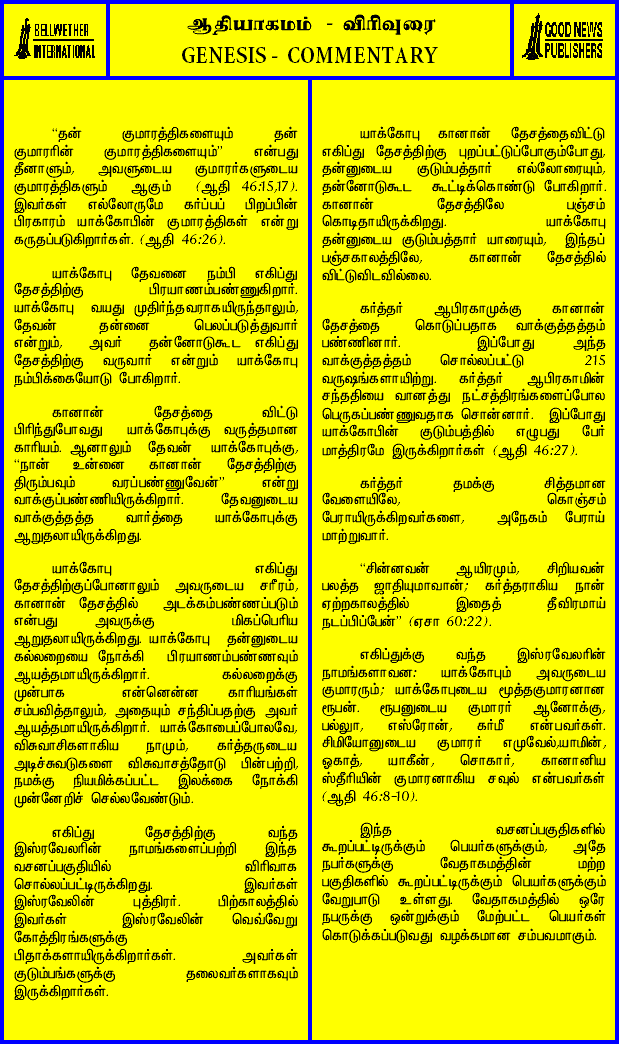 BELLWETHER
INTERNATIONAL
ஆதியாகமம் - விரிவுரை
GENESIS - COMMENTARY
GOOD NEWS
PUBLISHERS
“தன் குமாரத்திகளையும் தன்
குமாரரின் குமாரத்திகளையும்” என்பது
தீனாளும், அவளுடைய குமாரர்களுடைய
குமாரத்திகளும் ஆகும் (ஆதி 46:15,17).
இவர்கள் எல்லோருமே கர்ப்பப் பிறப்பின்
பிரகாரம் யாக்கோபின் குமாரத்திகள் என்று
கருதப்படுகிறார்கள். (ஆதி 46:26).
யாக்கோபு தேவனை நம்பி எகிப்து
தேசத்திற்கு பிரயாணம்பண்ணுகிறார்.
யாக்கோபு வயது முதிர்ந்தவராகயிருந்தாலும்,
தேவன் தன்னை பெலப்படுத்துவார்
என்றும், அவர் தன்னோடுகூட எகிப்து
தேசத்திற்கு வருவார் என்றும் யாக்கோபு
நம்பிக்கையோடு போகிறார்.
கானான் தேசத்தை விட்டு
பிரிந்துபோவது யாக்கோபுக்கு வருத்தமான
காரியம். ஆனாலும் தேவன் யாக்கோபுக்கு,
“நான் உன்னை கானான் தேசத்திற்கு
திரும்பவும் வரப்பண்ணுவேன்” என்று
வாக்குப்பண்ணியிருக்கிறார். தேவனுடைய
வாக்குத்தத்த வார்த்தை யாக்கோபுக்கு
ஆறுதலாயிருக்கிறது.
யாக்கோபு எகிப்து
தேசத்திற்குப்போனாலும் அவருடைய சரீரம்,
கானான் தேசத்தில் அடக்கம்பண்ணப்படும்
என்பது அவருக்கு மிகப்பெரிய
ஆறுதலாயிருக்கிறது. யாக்கோபு தன்னுடைய
கல்லறையை நோக்கி பிரயாணம்பண்ணவும்
ஆயத்தமாயிருக்கிறார். கல்லறைக்கு
முன்பாக என்னென்ன காரியங்கள்
சம்பவித்தாலும், அதையும் சந்திப்பதற்கு அவர்
ஆயத்தமாயிருக்கிறார். யாக்கோபைப்போலவே,
விசுவாசிகளாகிய நாமும், கர்த்தருடைய
அடிச்சுவடுகளை விசுவாசத்தோடு பின்பற்றி,
நமக்கு நியமிக்கப்பட்ட இலக்கை நோக்கி
முன்னேறிச் செல்லவேண்டும்.
எகிப்து தேசத்திற்கு வந்த
இஸ்ரவேலரின் நாமங்களைப்பற்றி இந்த
வசனப்பகுதியில் விரிவாக
சொல்லப்பட்டிருக்கிறது. இவர்கள்
இஸ்ரவேலின் புத்திரர். பிற்காலத்தில்
இவர்கள் இஸ்ரவேலின் வெவ்வேறு
கோத்திரங்களுக்கு
பிதாக்களாயிருக்கிறார்கள். அவர்கள்
குடும்பங்களுக்கு தலைவர்களாகவும்
இருக்கிறார்கள்.
யாக்கோபு கானான் தேசத்தைவிட்டு
எகிப்து தேசத்திற்கு புறப்பட்டுப்போகும்போது,
தன்னுடைய குடும்பத்தார் எல்லோரையும்,
தன்னோடுகூட கூட்டிக்கொண்டு போகிறார்.
கானான் தேசத்திலே பஞ்சம்
கொடிதாயிருக்கிறது. யாக்கோபு
தன்னுடைய குடும்பத்தார் யாரையும், இந்தப்
பஞ்சகாலத்திலே, கானான் தேசத்தில்
விட்டுவிடவில்லை.
கர்த்தர் ஆபிரகாமுக்கு கானான்
தேசத்தை கொடுப்பதாக வாக்குத்தத்தம்
பண்ணினார். இப்போது அந்த
வாக்குத்தத்தம் சொல்லப்பட்டு 215
வருஷங்களாயிற்று. கர்த்தர் ஆபிரகாமின்
சந்ததியை வானத்து நட்சத்திரங்களைப்போல
பெருகப்பண்ணுவதாக சொன்னார். இப்போது
யாக்கோபின் குடும்பத்தில் எழுபது பேர்
மாத்திரமே இருக்கிறார்கள் (ஆதி 46:27).
கர்த்தர் தமக்கு சித்தமான
வேளையிலே, கொஞ்சம்
பேராயிருக்கிறவர்களை, அநேகம் பேராய்
மாற்றுவார்.
“சின்னவன் ஆயிரமும், சிறியவன்
பலத்த ஜாதியுமாவான்; கர்த்தராகிய நான்
ஏற்றகாலத்தில் இதைத் தீவிரமாய்
நடப்பிப்பேன்” (ஏசா 60:22).
எகிப்துக்கு வந்த இஸ்ரவேலரின்
நாமங்களாவன: யாக்கோபும் அவருடைய
குமாரரும்; யாக்கோபுடைய மூத்தகுமாரனான
ரூபன். ரூபனுடைய குமாரர் ஆனோக்கு,
பல்லூ, எஸ்ரோன், கர்மீ என்பவர்கள்.
சிமியோனுடைய குமாரர் எமுவேல்,யாமின்,
ஒகாத், யாகீன், சொகார், கானானிய
ஸ்திரீயின் குமாரனாகிய சவுல் என்பவர்கள்
(ஆதி 46:8-10).
இந்த வசனப்பகுதிகளில்
கூறப்பட்டிருக்கும் பெயர்களுக்கும், அதே
நபர்களுக்கு வேதாகமத்தின் மற்ற
பகுதிகளில் கூறப்பட்டிருக்கும் பெயர்களுக்கும்
வேறுபாடு உள்ளது. வேதாகமத்தில் ஒரே
நபருக்கு ஒன்றுக்கும் மேற்பட்ட பெயர்கள்
கொடுக்கப்படுவது வழக்கமான சம்பவமாகும்.